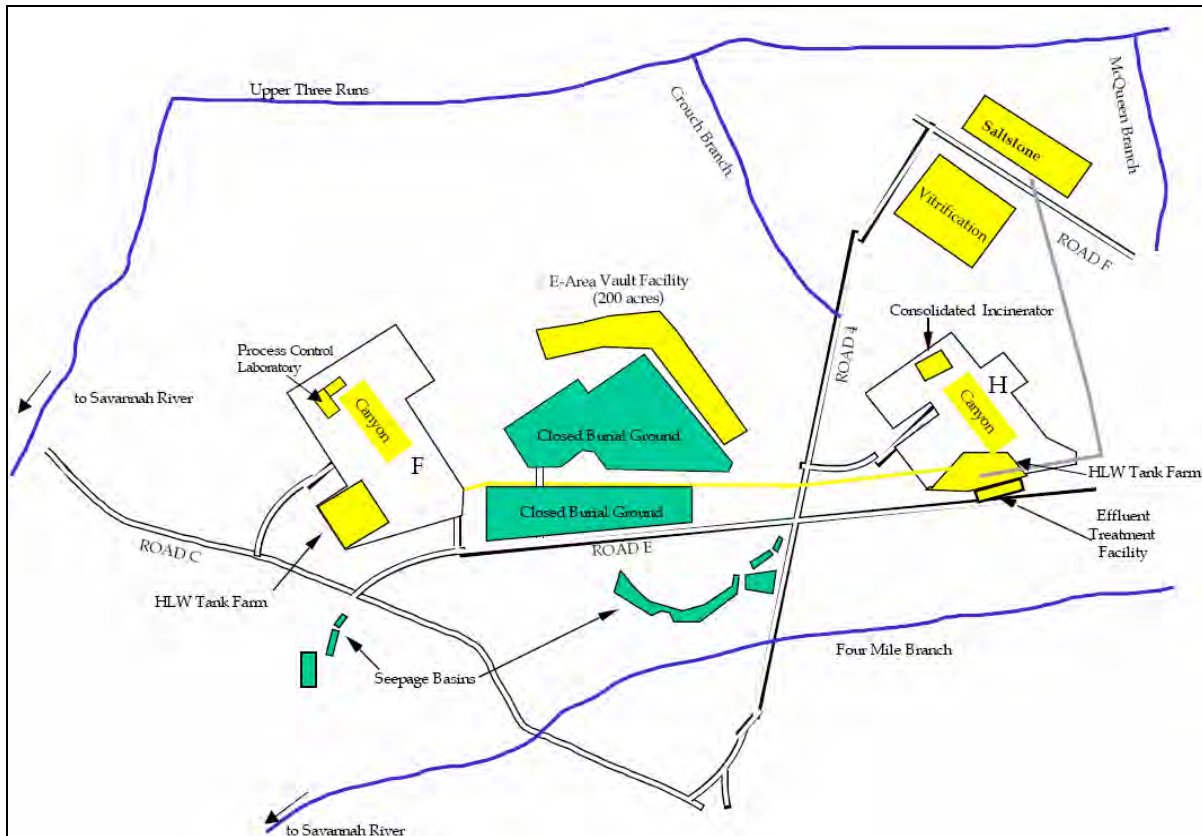 Upper Three Runs
Crouch Branch
McQueen Branch
Saltstone
Vitrification
ROAD F
E-Area Vault Facility
(200 acres)
Consolidated Incinerator
Process Control
Laboratory
to Savannah River
Canyon
F
ROAD 4
H
Canyon
Closed Burial Ground
HLW Tank Farm
Closed Burial Ground
Effluent
Treatment
Facility
ROAD E
ROAD C
HLW Tank Farm
Four Mile Branch
Seepage Basins
to Savannah River